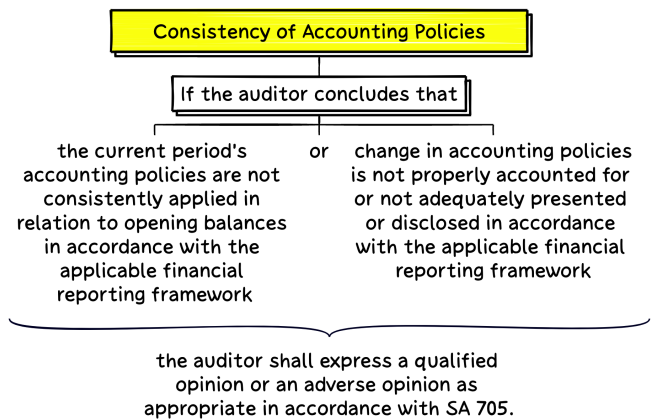 Consistency of Accounting Policies
If the auditor concludes that
the current period's
accounting policies are not
consistently applied in
relation to opening balances
in accordance with the
applicable financial
reporting framework
or
change in accounting policies
is not properly accounted for
or not adequately presented
or disclosed in accordance
with the applicable financial
reporting framework
the auditor shall express a qualified
opinion or an adverse opinion as
appropriate in accordance with SA 705.